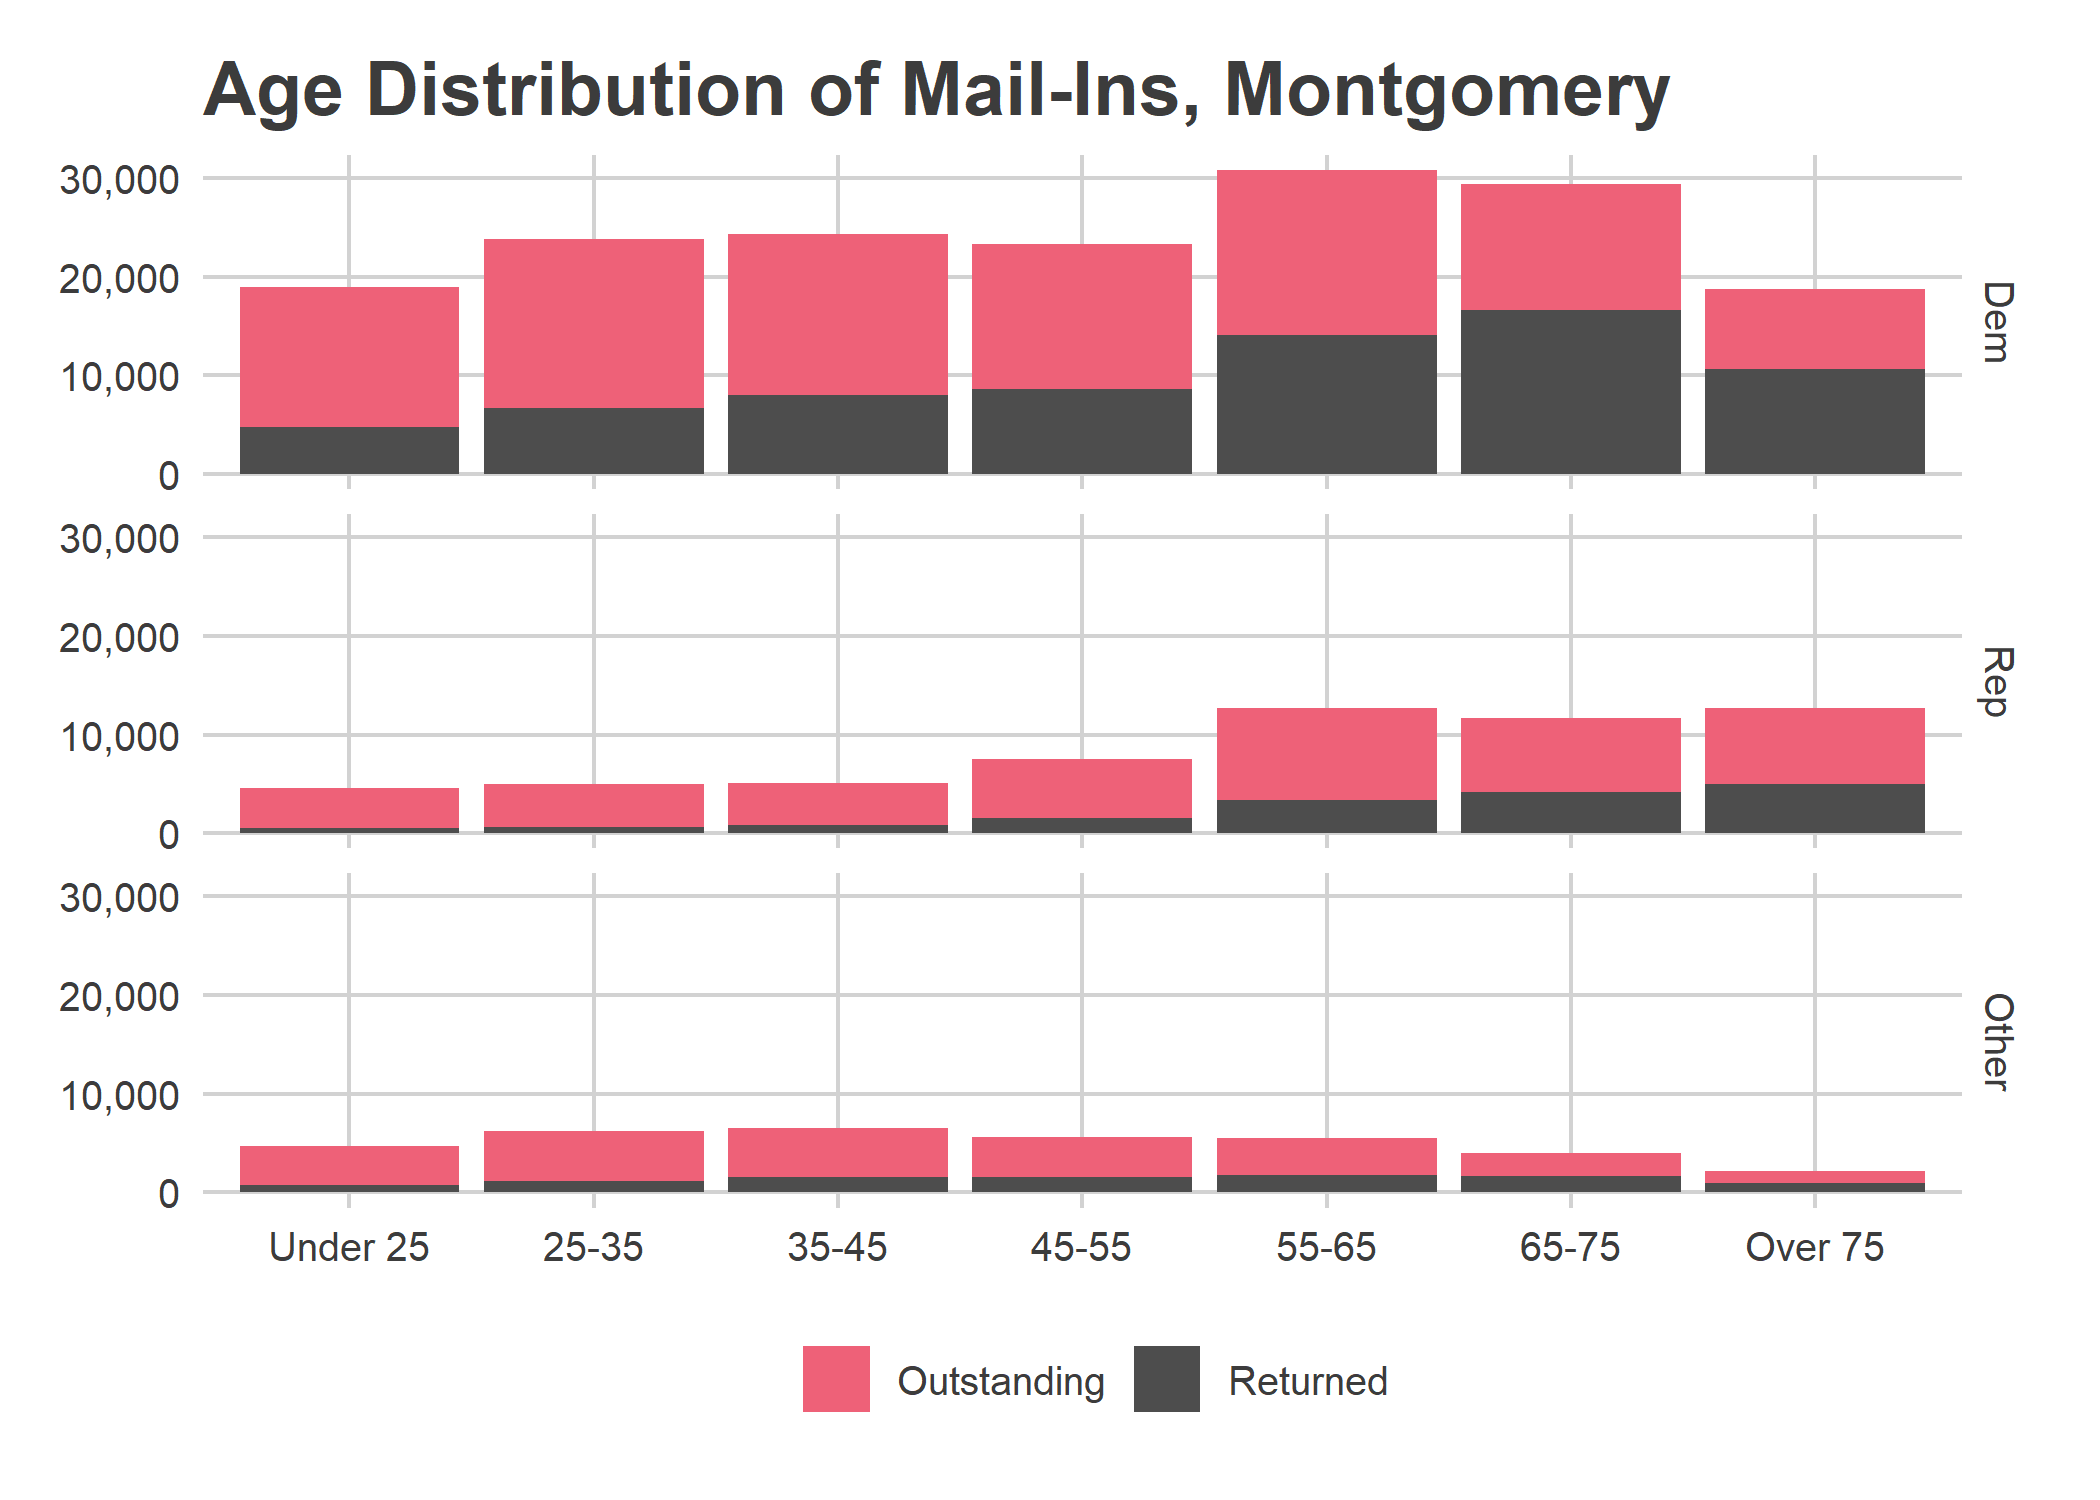 Age Distribution of Mail-Ins, Montgomery
30,000
20,000
10,000
0
Dem
30,000
20,000
10,000
0
Rep
30,000
20,000
10,000
0
Other
Under 25 25-35 35-45 45-55 55-65 65-75 Over 75
Outstanding Returned